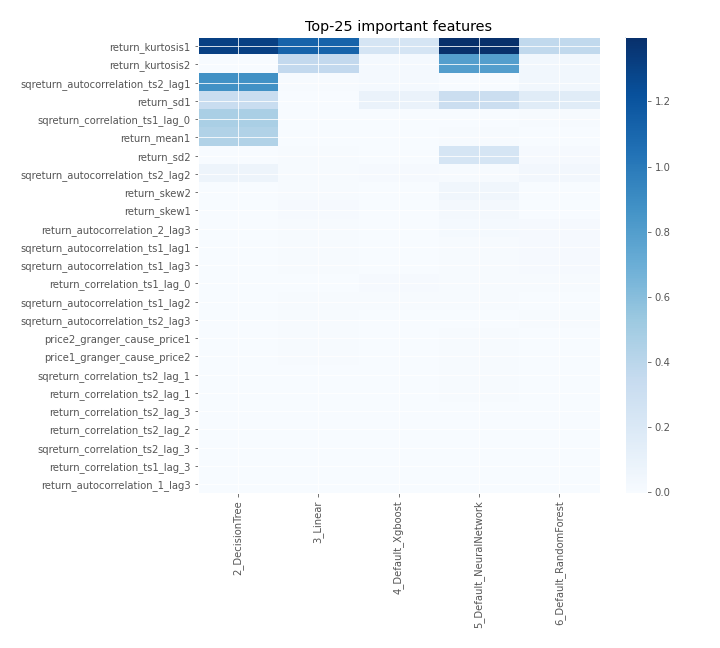 Top-25 important features
return_kurtosis1
return_kurtosis2
sqreturn_autocorrelation_ts2_lag1
return_sd1
sqreturn_correlation_ts1_lag_0
return_mean1
return_sd2
sqreturn_autocorrelation_ts2_lag2
return_skew2
return_skew1
return_autocorrelation_2_lag3
sqreturn_autocorrelation_ts1_lag1
sqreturn_autocorrelation_ts1_lag3
return_correlation_ts1_lag_0
sqreturn_autocorrelation_ts1_lag2
sqreturn_autocorrelation_ts2_lag3
price2_granger_cause_price1
price1_granger_cause_price2
sqreturn_correlation_ts2_lag_1
return_correlation_ts2_lag_1
return_correlation_ts2_lag_3
return_correlation_ts2_lag_2
sqreturn_correlation_ts2_lag_3
return_correlation_ts1_lag_3
return_autocorrelation_1_lag3
2_DecisionTree
3_Linear
4_Default_Xgboost
5_Default_NeuralNetwork
6_Default_RandomForest
1.2
1.0
0.8
0.6
0.4
0.2
0.0